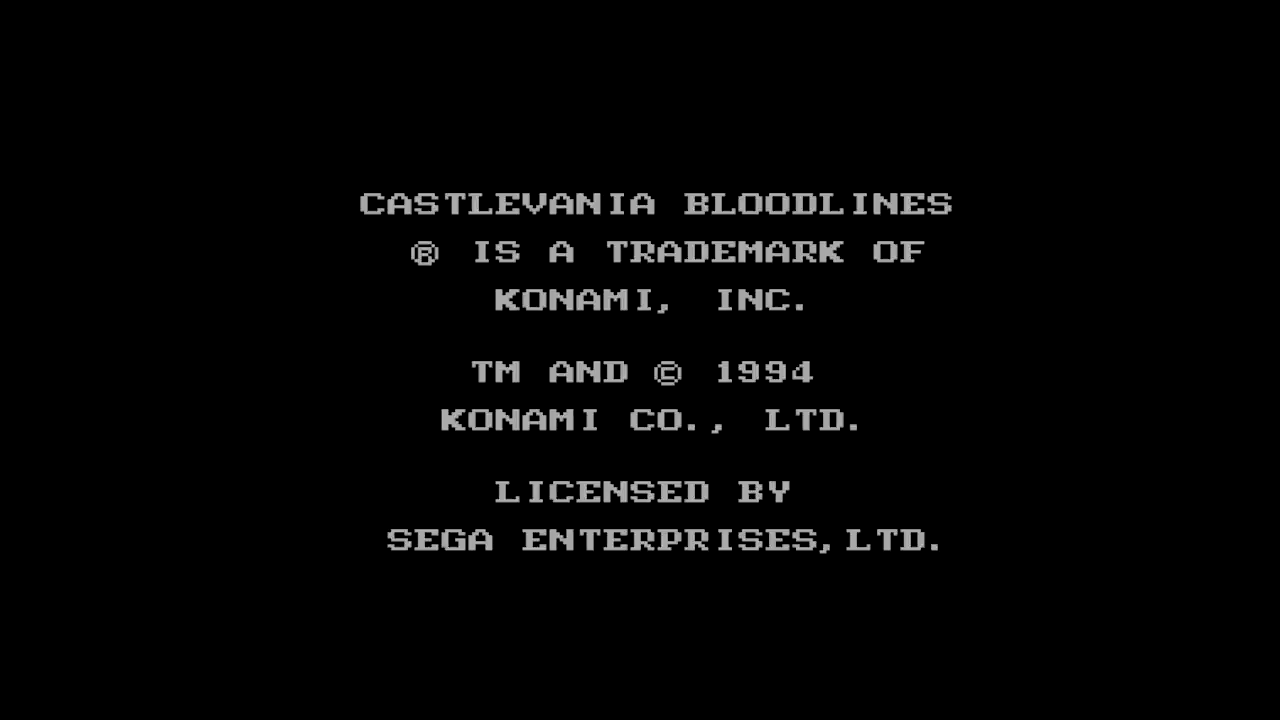 CASTLEVANIA BLOODLINES
® IS A TRADEMARK OF
KONAMI, INC.
TM AND © 1994
KONAMI CO., LTD.
LICENSED BY
SEGA ENTERPRISES,LTD.